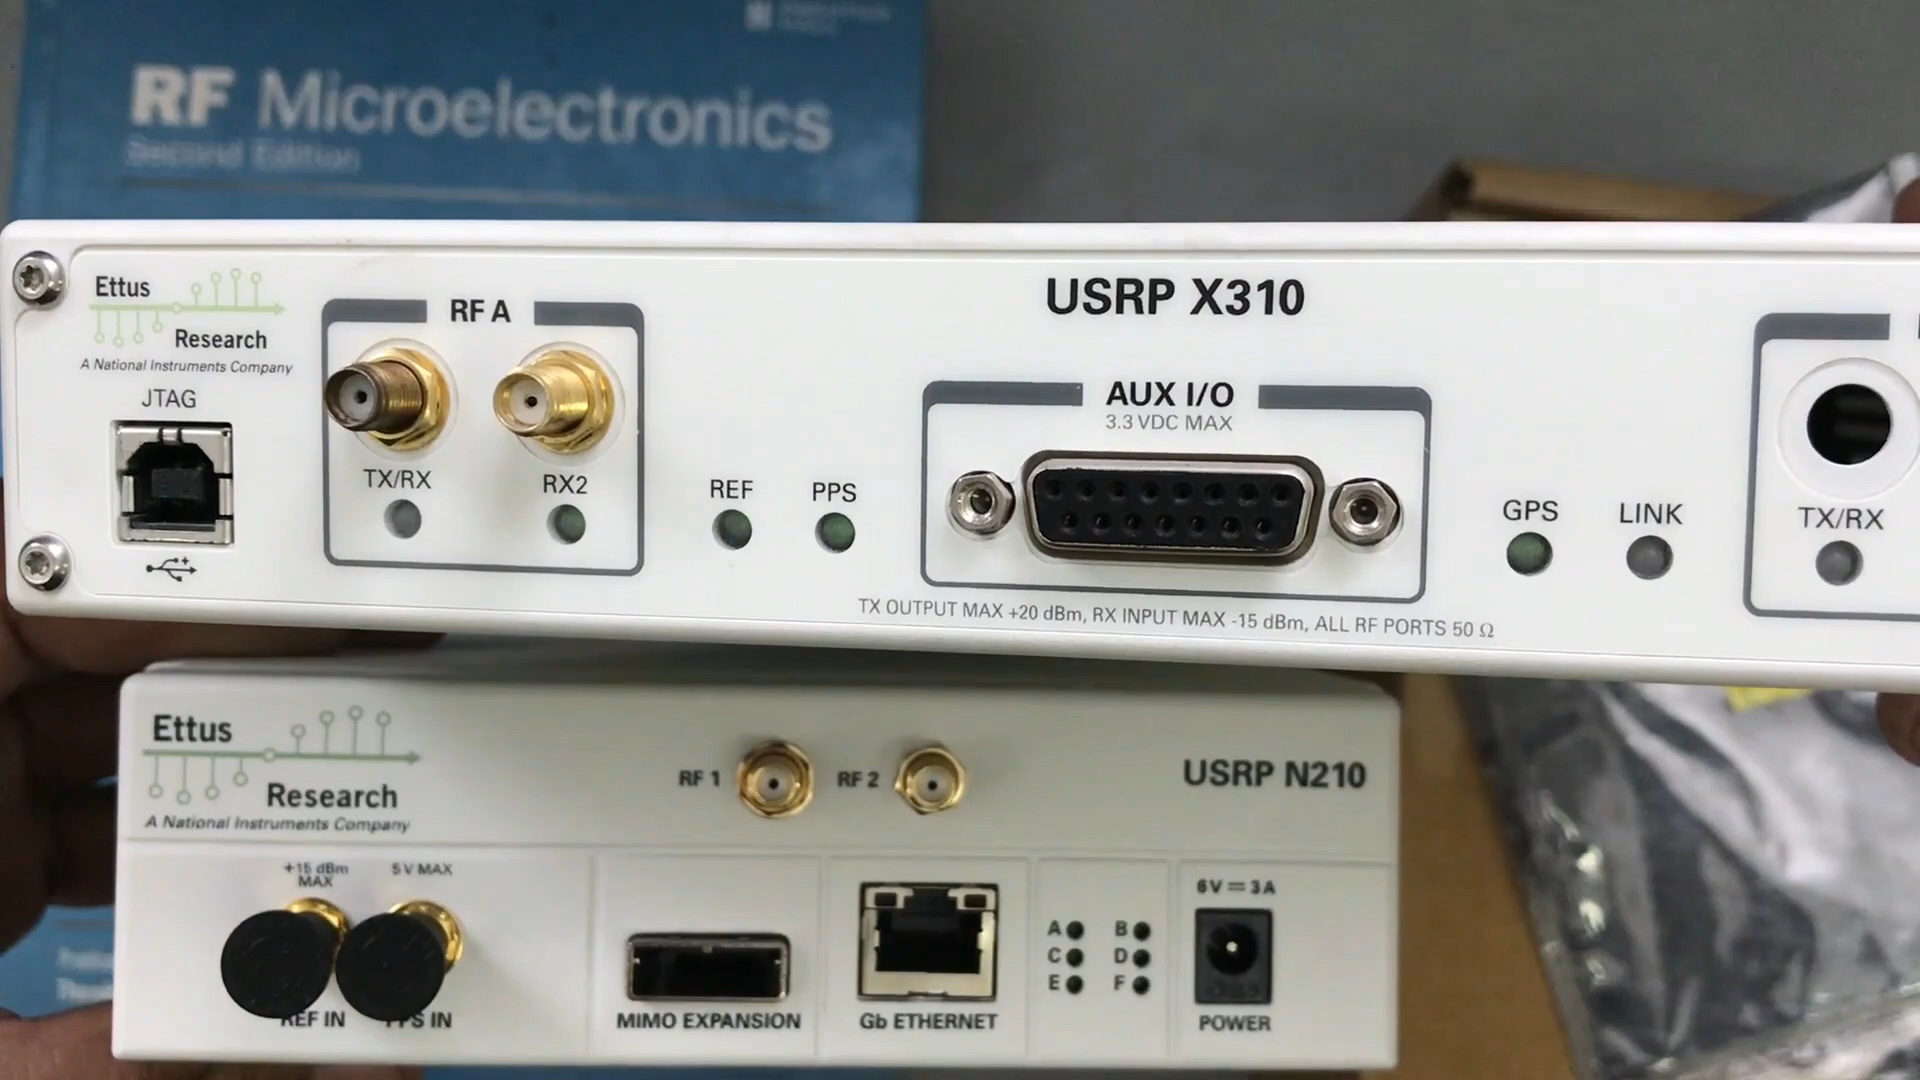 RF Microelectronics
Second Edition
Ettus
Research
A National Instruments Company
JTAG
RF A
TX/RX
RX2
REF
PPS
USRP X310
AUX I/O
3.3 VDC MAX
GPS
LINK
TX/RX
TX OUTPUT MAX +20 dBm, RX INPUT MAX -15 dBm, ALL RF PORTS 50 Ω
Ettus
Research
A National Instruments Company
RF 1
RF 2
USRP N210
+15 dBm
MAX
5 V MAX
REF IN
PPS IN
MIMO EXPANSION
Gb ETHERNET
A B
C D
E F
6V 3A
POWER